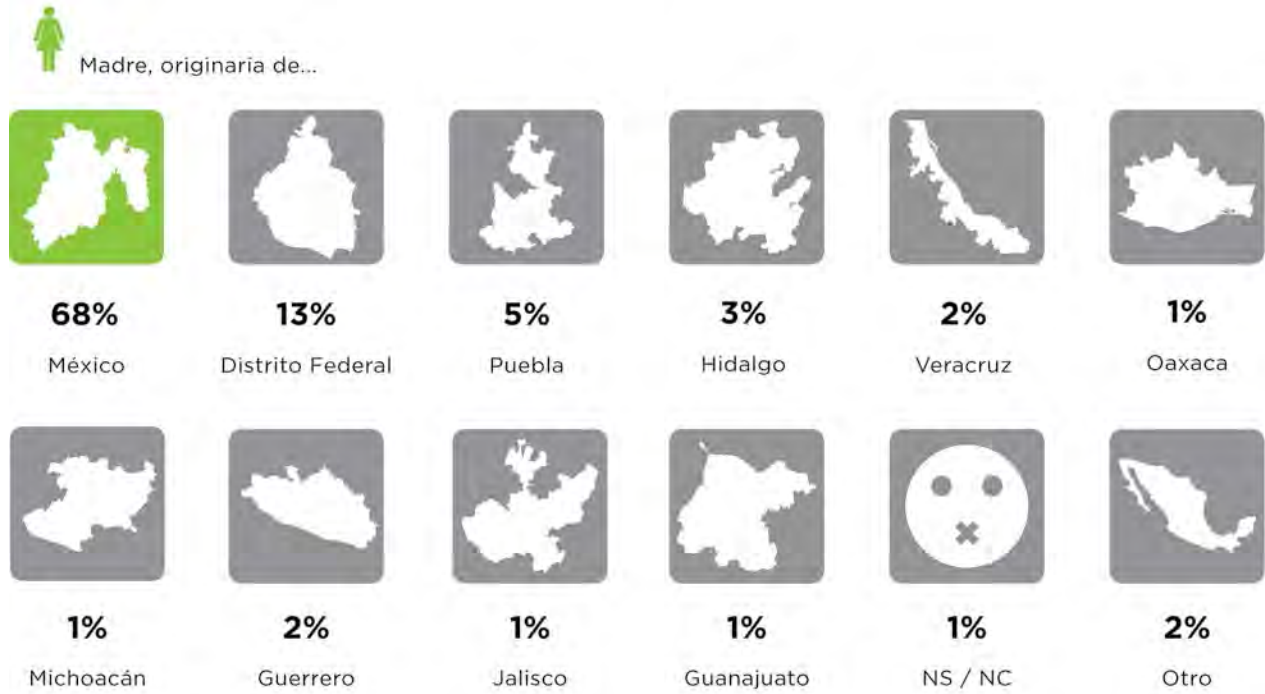 Madre, originaria de...
68% 13% 5% 3% 2% 1%
México Distrito Federal Puebla Hidalgo Veracruz Oaxaca
1% 2% 1% 1% 1% 2%
Michoacán Guerrero Jalisco Guanajuato NS / NC Otro